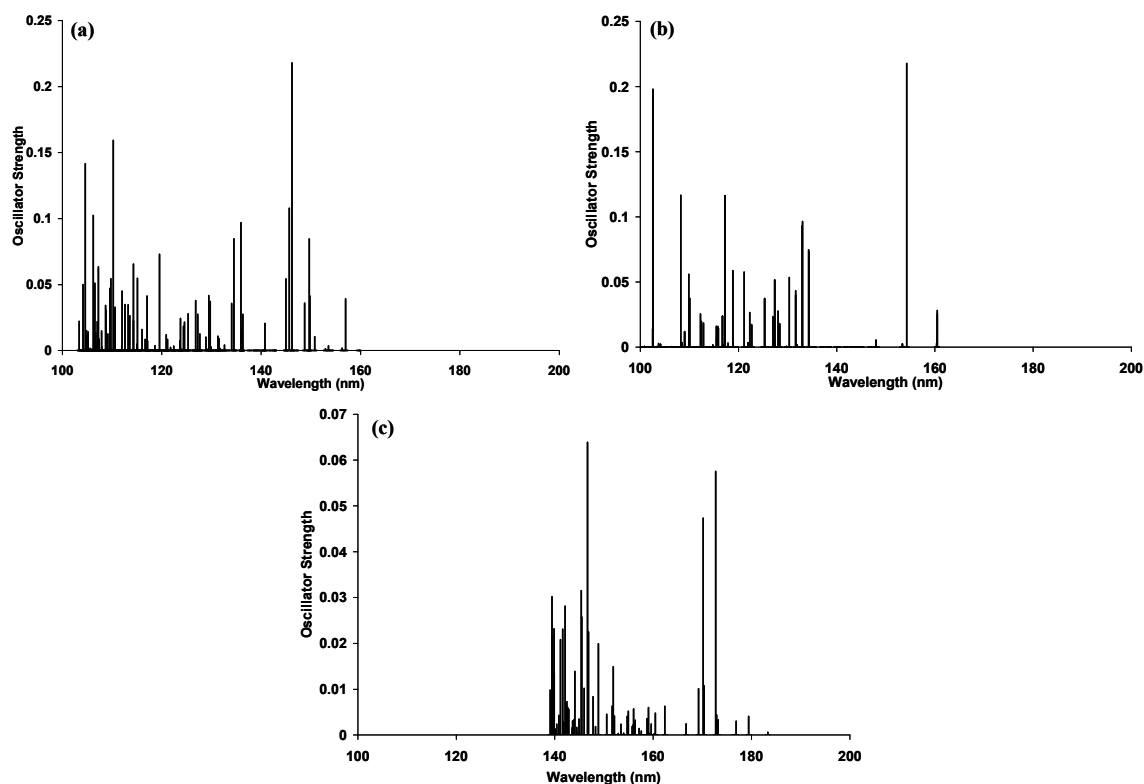 (a)
0.25
0.2
0.15
0.1
0.05
0
Oscillator Strength
100 120 140 160 180 200
Wavelength (nm)
(b)
0.25
0.2
0.15
0.1
0.05
0
Oscillator Strength
100 120 140 160 180 200
Wavelength (nm)
(c)
0.07
0.06
0.05
0.04
0.03
0.02
0.01
0
Oscillator Strength
100 120 140 160 180 200
Wavelength (nm)